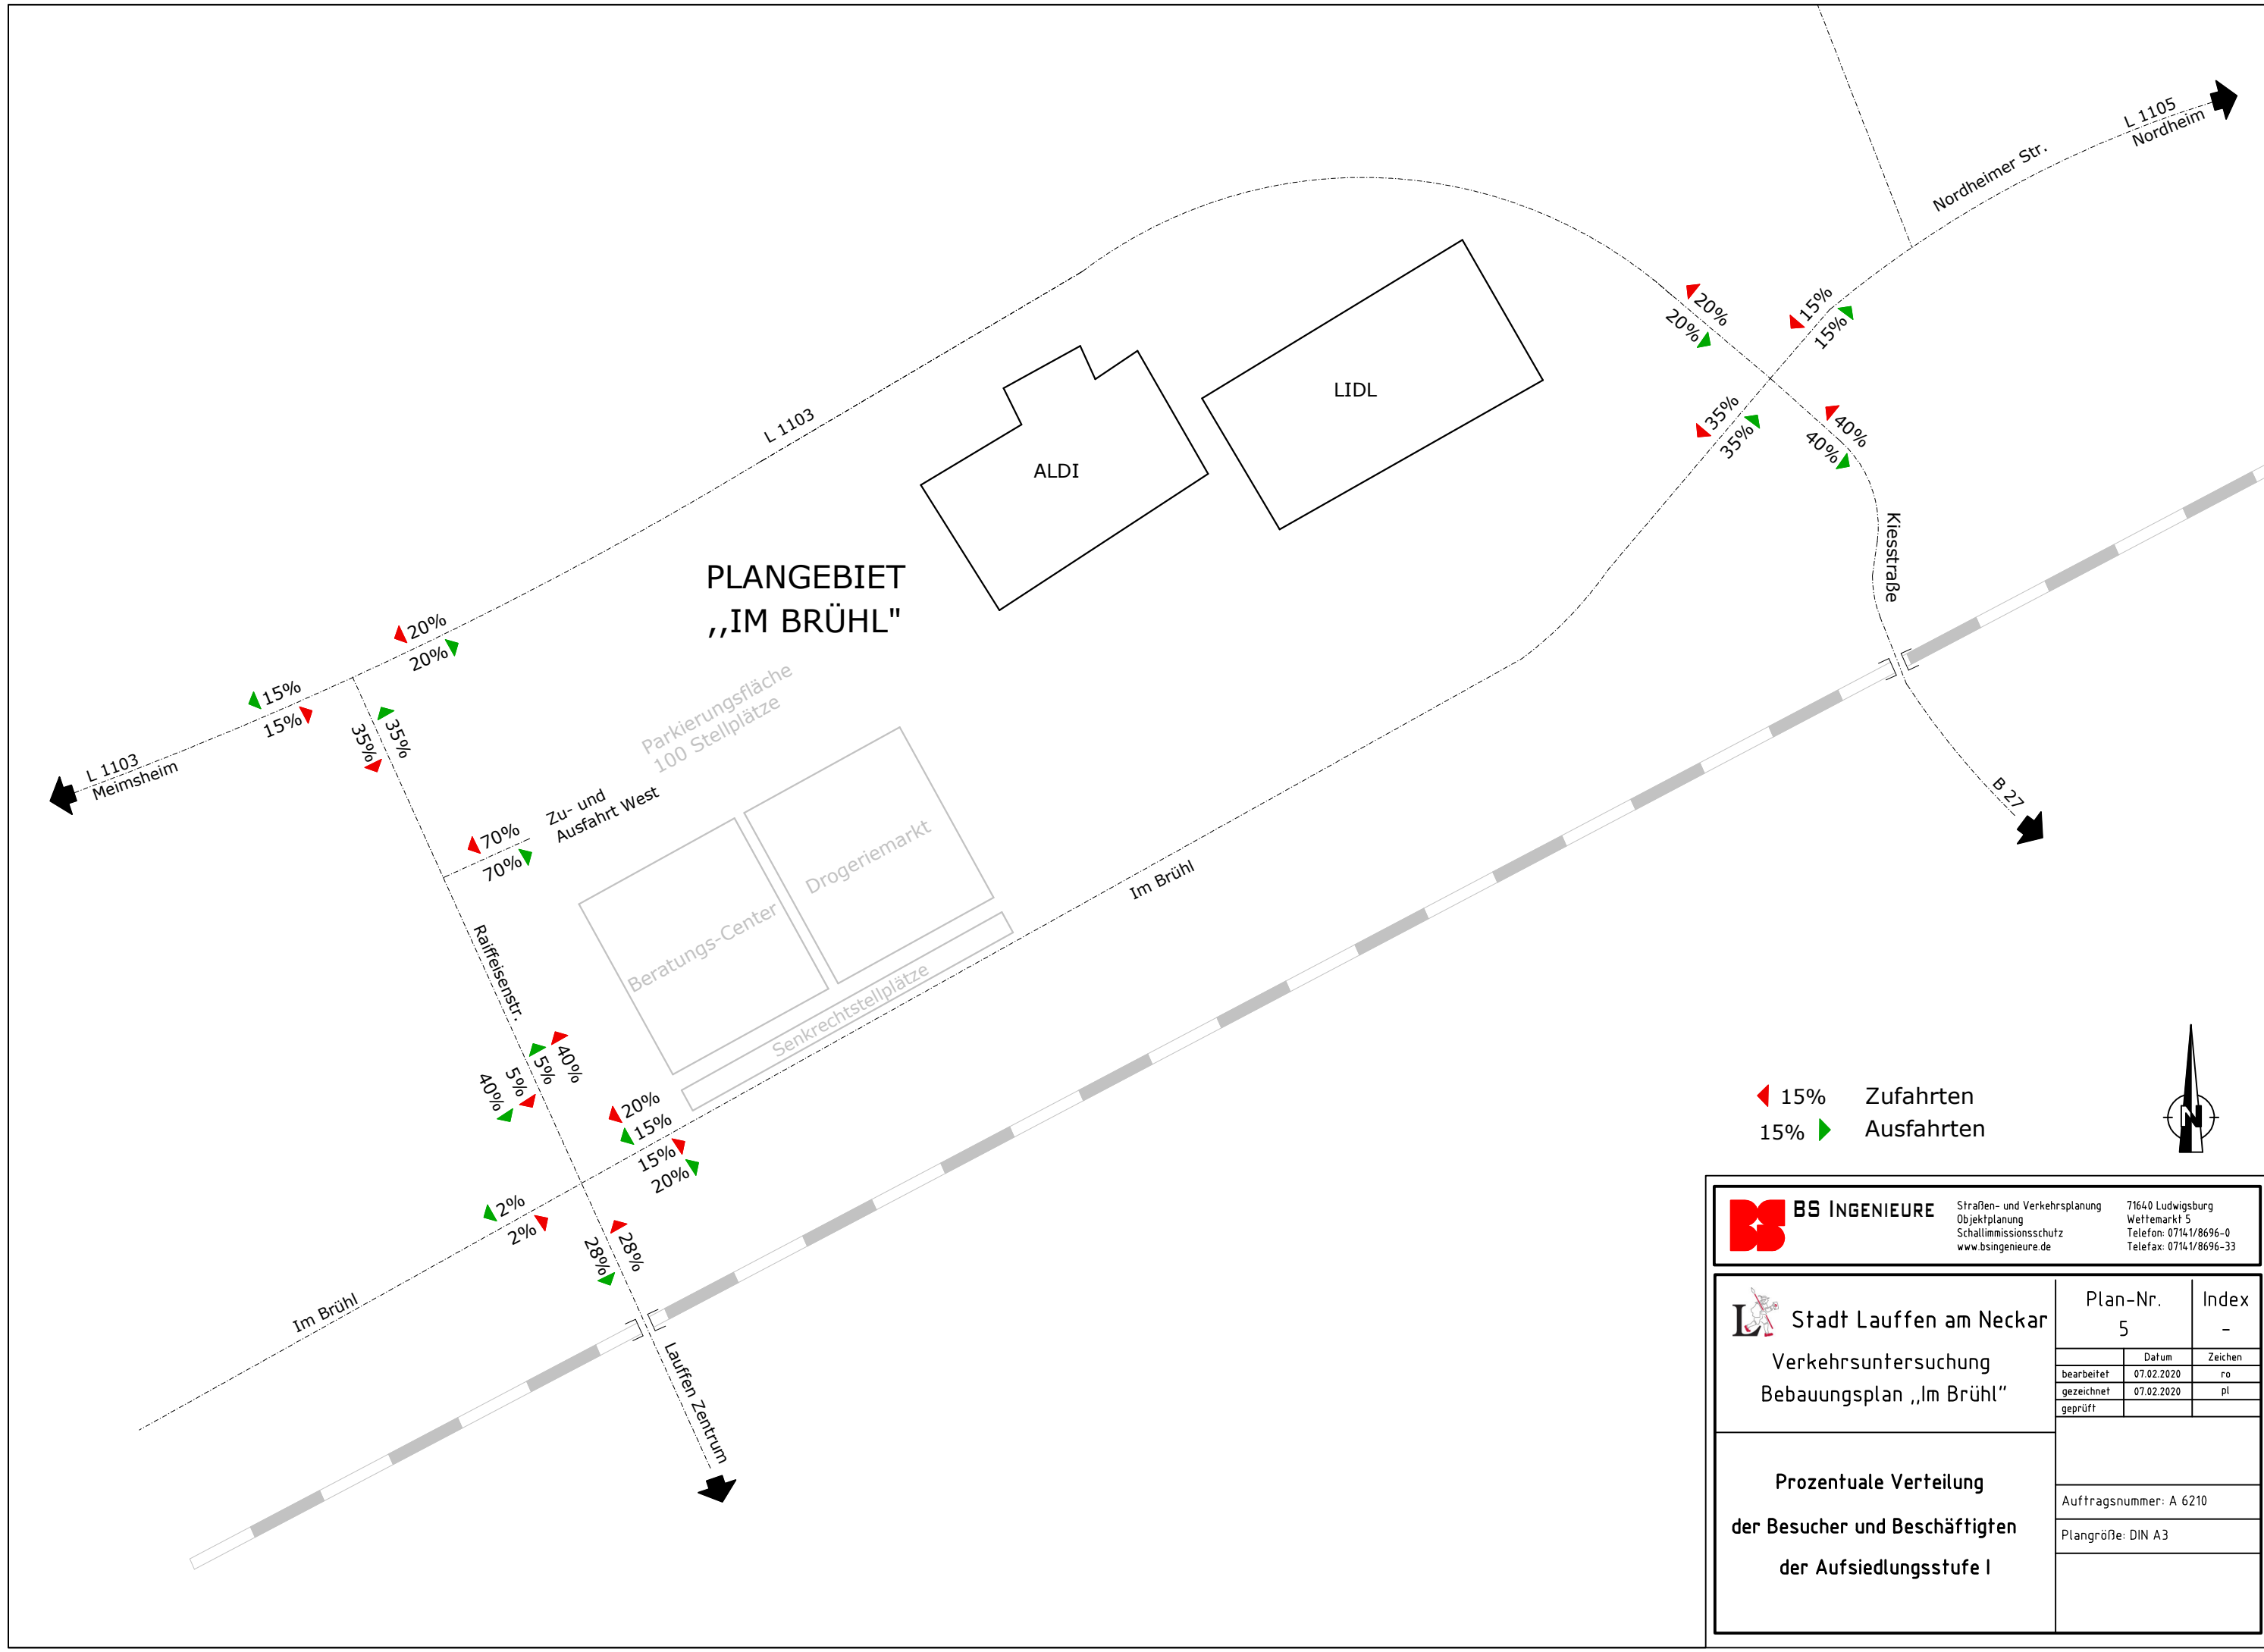 L 1105
Nordheim
Nordheimer Str.
20%
20%
15%
15%
LIDL
35%
35%
40%
40%
L 1103
ALDI
Kiesstraße
PLANGEBIET
,,IM BRÜHL"
20%
20%
15%
15%
35%
35%
Parkierungsfläche
100 Stellplätze
L 1103
Meimsheim
Zu- und
Ausfahrt West
70%
70%
B 27
Drogeriemarkt
Im Brühl
Beratungs-Center
Raiffeisenstr.
Senkrechtstellplätze
40%
5%
5%
40%
20%
15%
15%
20%
2%
2%
28%
28%
Im Brühl
Lauffen Zentrum
15% Zufahrten
15% Ausfahrten
N
BS INGENIEURE
Straßen- und Verkehrsplanung
Objektplanung
Schallimmissionsschutz
www.bsingenieure.de
71640 Ludwigsburg
Wettemarkt 5
Telefon: 07141/8696-0
Telefax: 07141/8696-33
L Stadt Lauffen am Neckar
Verkehrsuntersuchung
Bebauungsplan ,,Im Brühl"
Plan-Nr. Index
5 -
Datum Zeichen
bearbeitet 07.02.2020 ro
gezeichnet 07.02.2020 pl
geprüft
Prozentuale Verteilung
der Besucher und Beschäftigten
der Aufsiedlungsstufe I
Auftragsnummer: A 6210
Plangröße: DIN A3